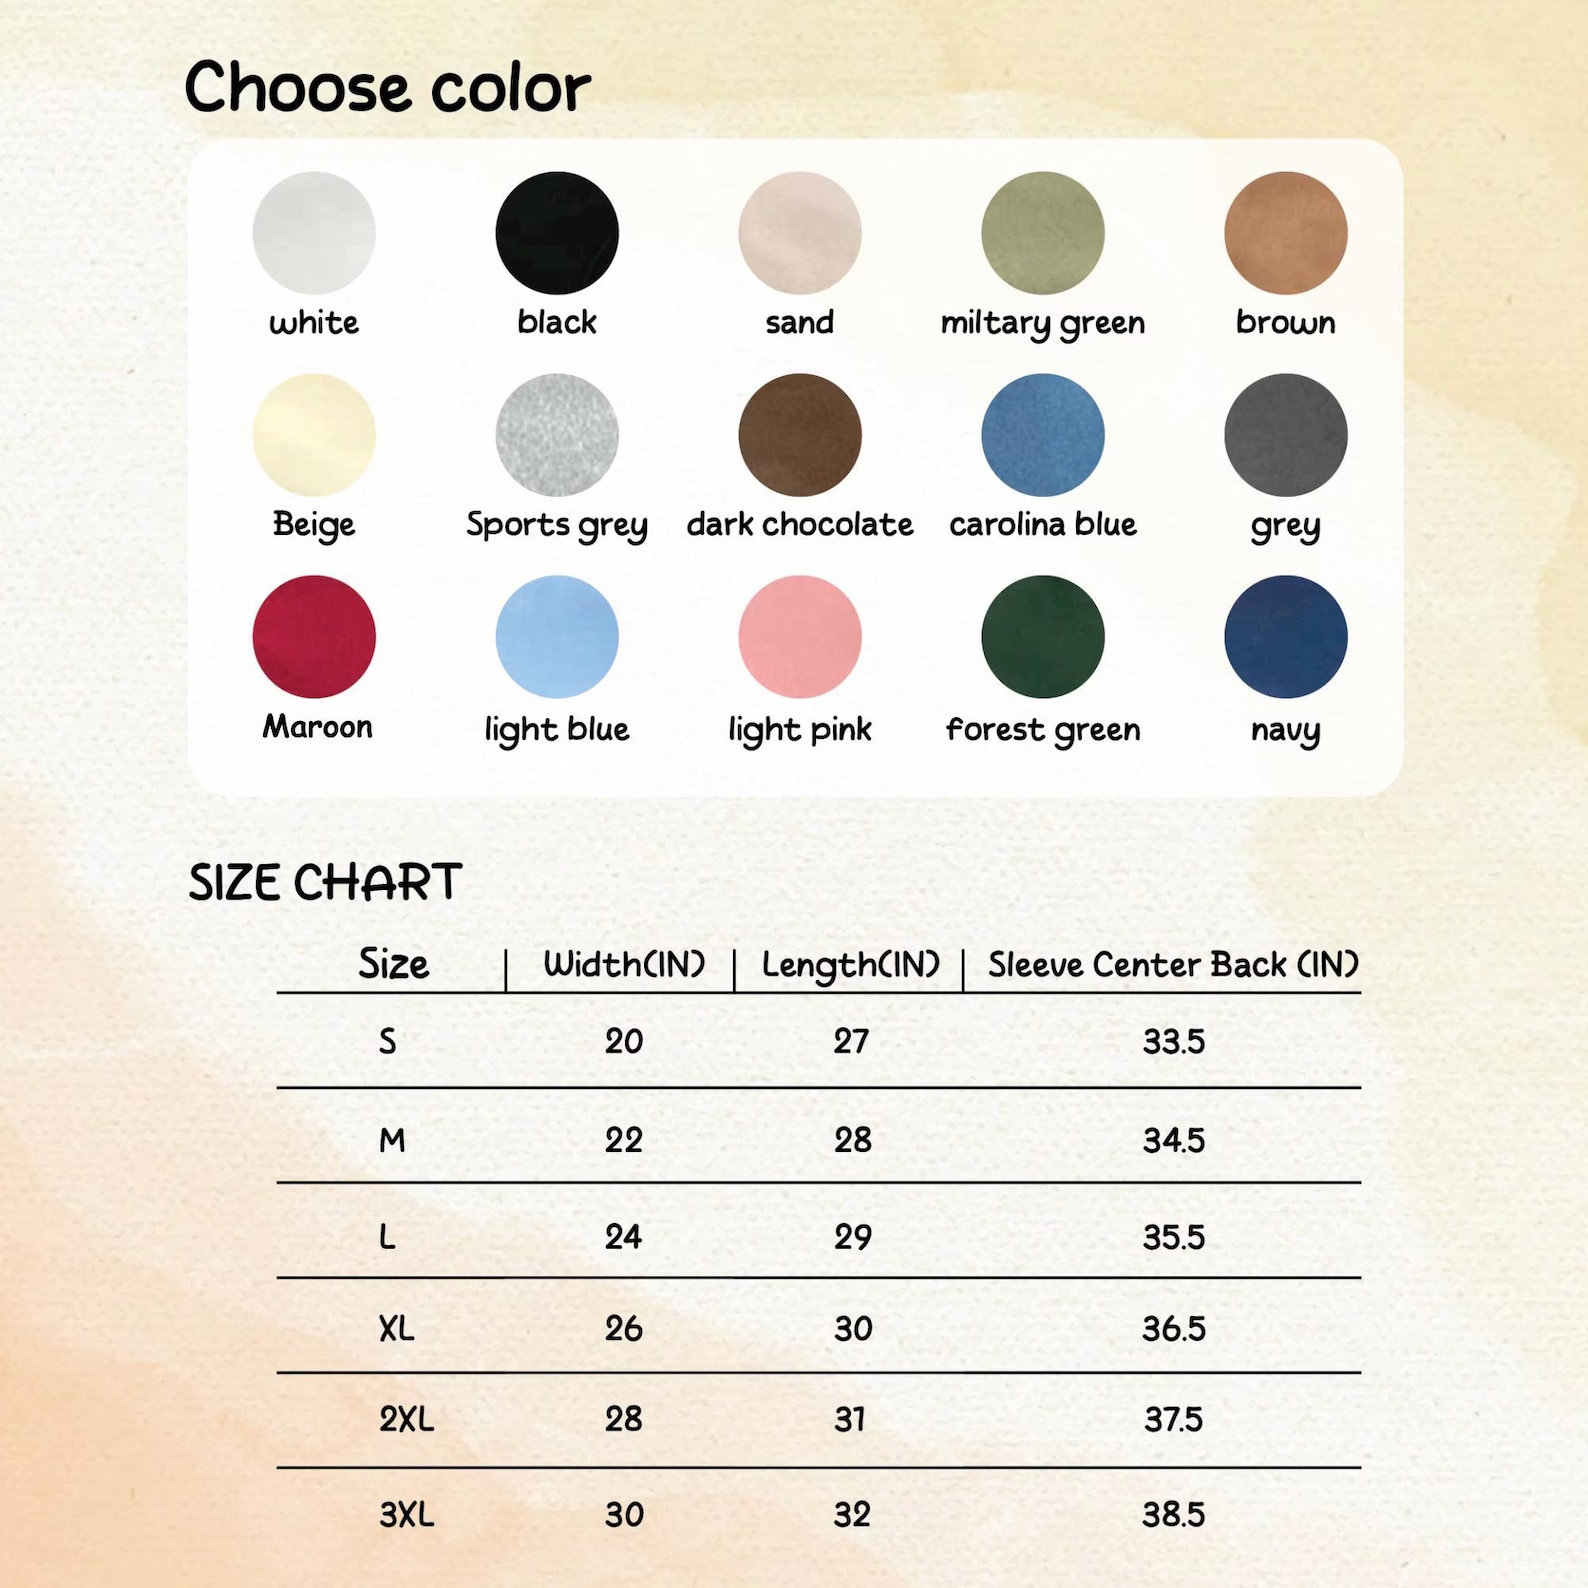 Choose color
white black sand miltary green brown
Beige Sports grey dark chocolate carolina blue grey
Maroon light blue light pink forest green navy
SIZE CHART
Size Width(IN) Length(IN) Sleeve Center Back (IN)
S 20 27 33.5
M 22 28 34.5
L 24 29 35.5
XL 26 30 36.5
2XL 28 31 37.5
3XL 30 32 38.5